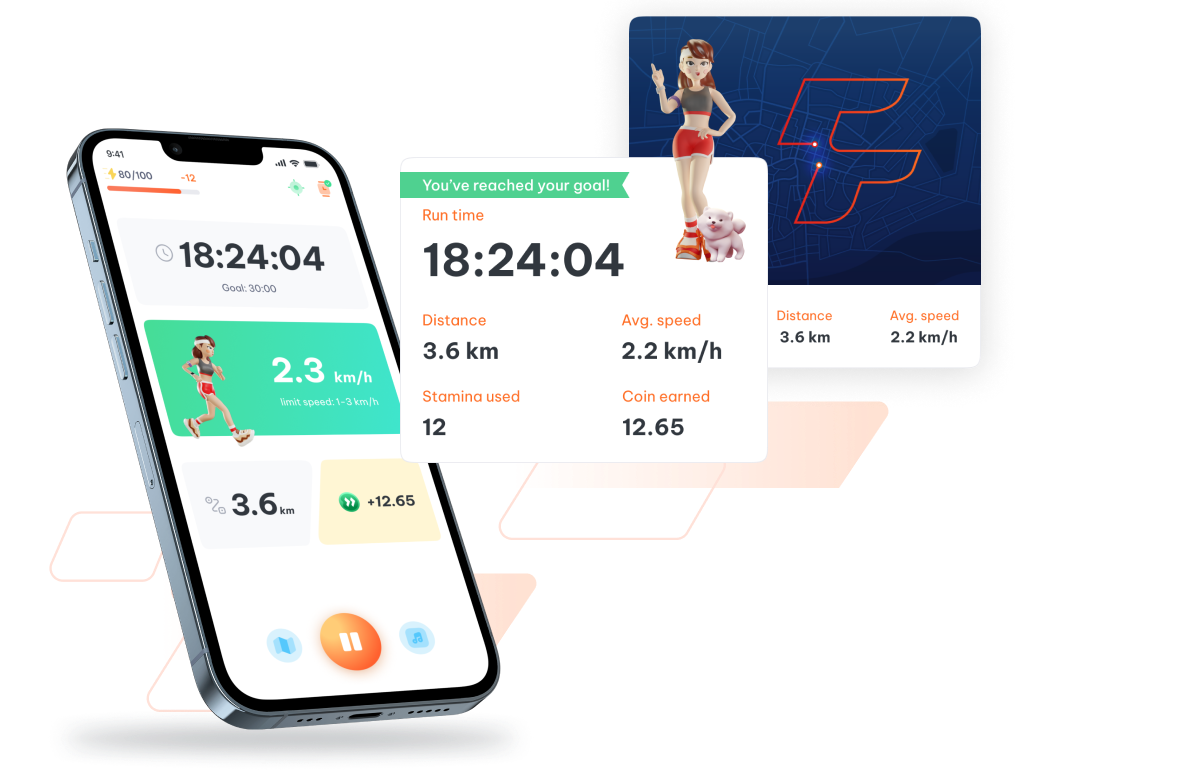 9:41
80/100 -12
18:24:04
Goal: 30:00
2.3 km/h
limit speed: 1-3 km/h
3.6 km
+12.65
You've reached your goal!
Run time
18:24:04
Distance Avg. speed
3.6 km 2.2 km/h
Stamina used Coin earned
12 12.65
Distance Avg. speed
3.6 km 2.2 km/h